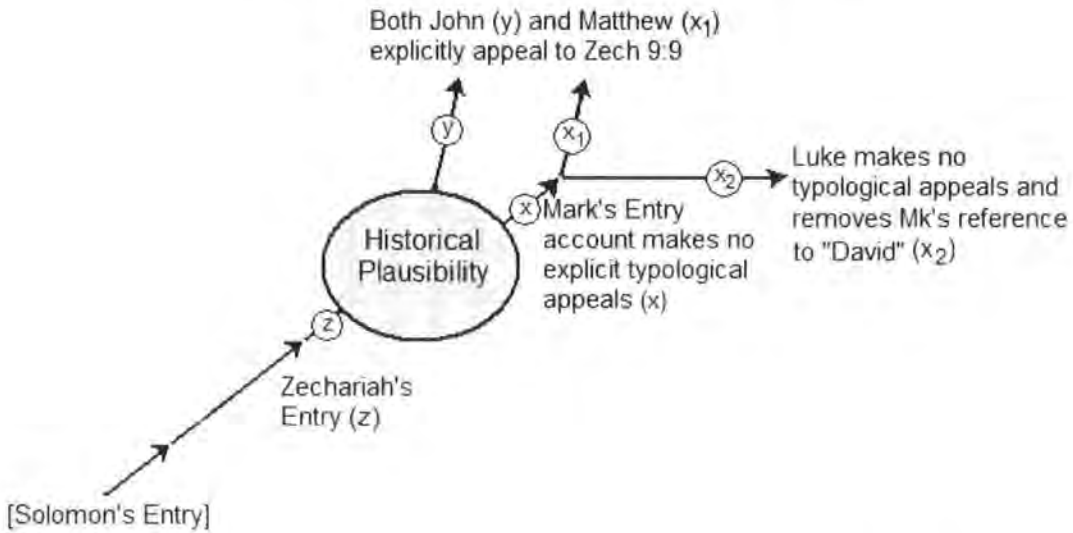 Both John (y) and Matthew (x₁)
explicitly appeal to Zech 9:9
y
x₁
x₂
Luke makes no
typological appeals and
removes Mk's reference
to "David" (x₂)
x
Mark's Entry
account makes no
explicit typological
appeals (x)
Historical
Plausibility
z
Zechariah's
Entry (z)
[Solomon's Entry]